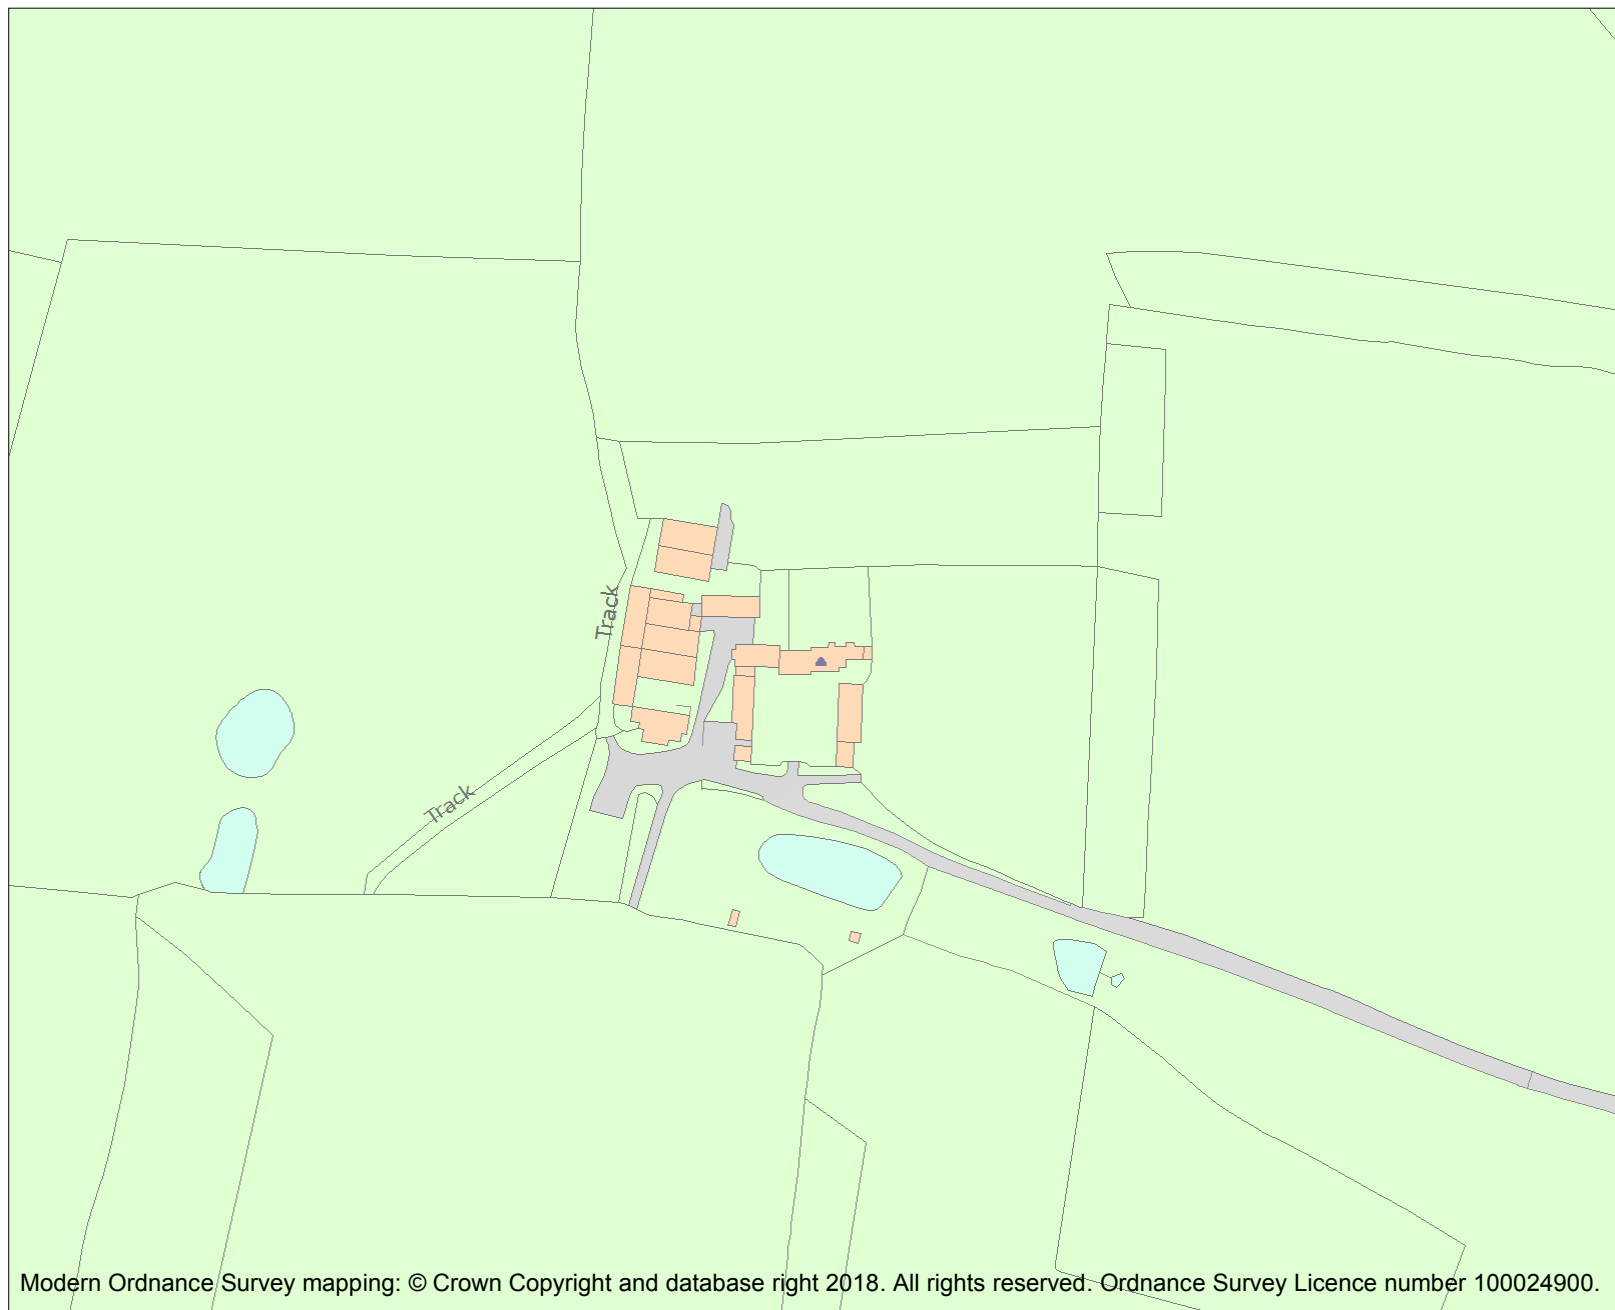 Track
Track
Modern Ordnance Survey mapping: © Crown Copyright and database right 2018. All rights reserved. Ordnance Survey Licence number 100024900.